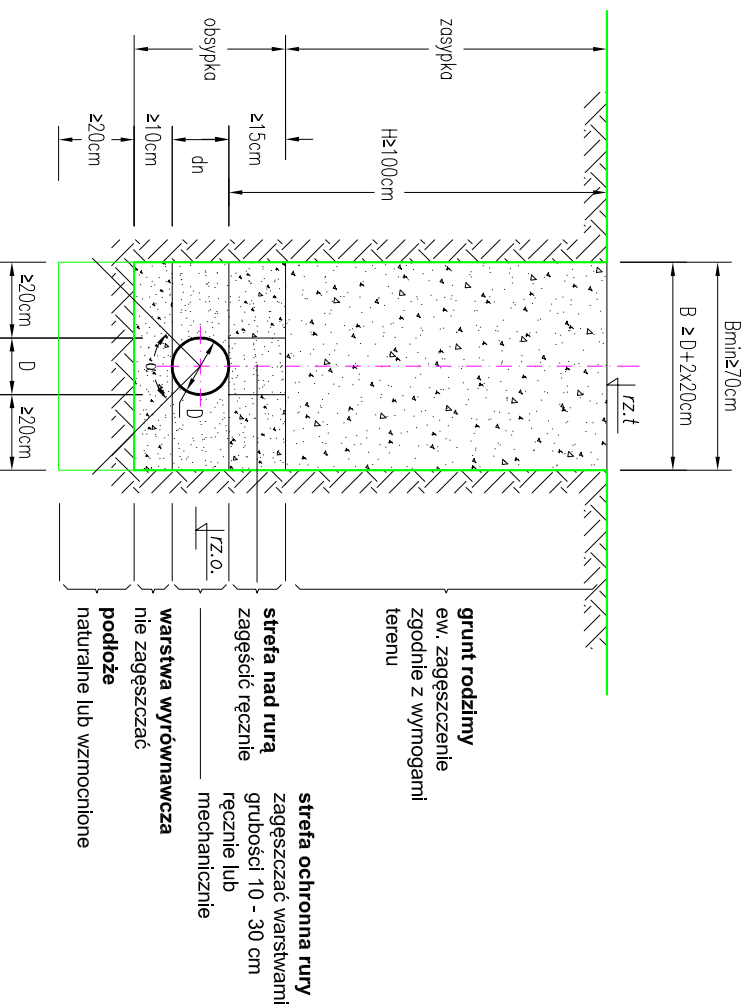 Bmin≥70cm
B ≥D+2x20cm
rz.t
zasypka
obsypka
H≥100cm
≥15cm
dn
≥10cm
≥20cm
≥20cm
D
≥20cm
α
D
rz.o.
grunt rodzimy
ew. zagęszczenie
zgodnie z wymogami
terenu
strefa nad rurą
zagęścić ręcznie
strefa ochronna rury
zagęszczać warstwami
grubości 10 - 30 cm
ręcznie lub
mechanicznie
warstwa wyrównawcza
nie zagęszczać
podłoże
naturalne lub wzmocnione